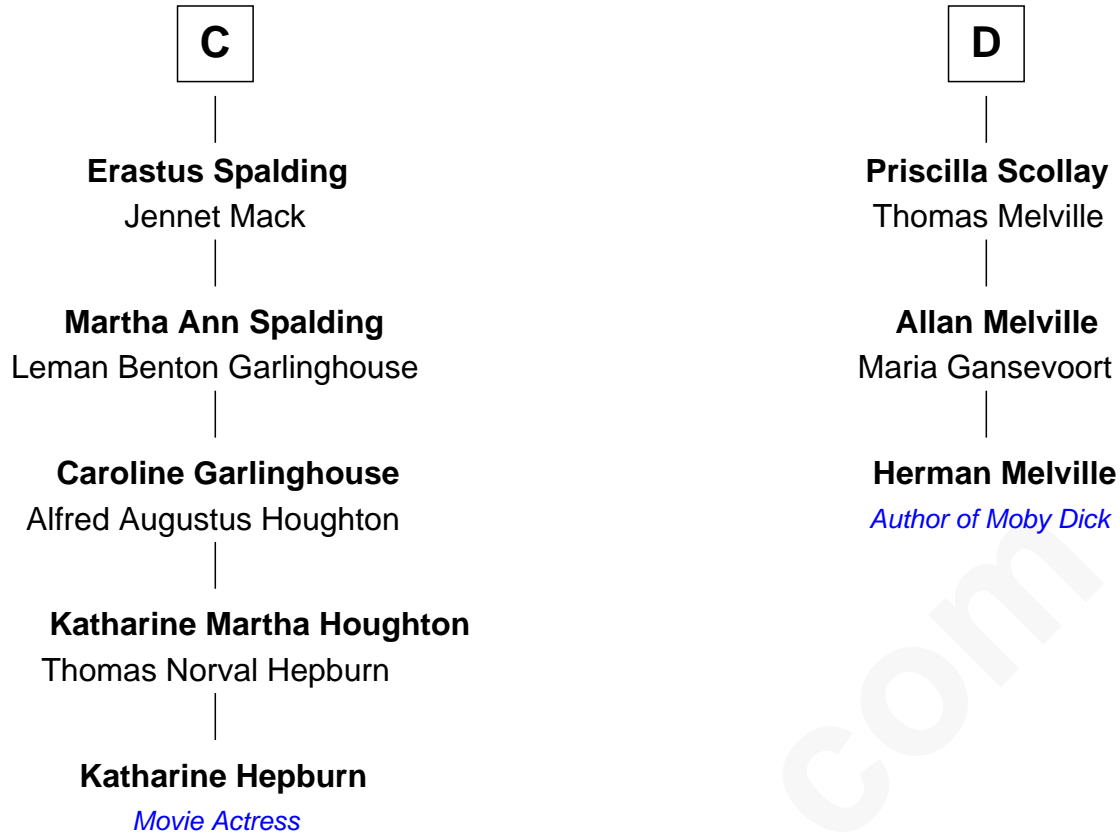 C
Erastus Spalding
Jennet Mack
Martha Ann Spalding
Leman Benton Garlinghouse
Caroline Garlinghouse
Alfred Augustus Houghton
Katharine Martha Houghton
Thomas Norval Hepburn
Katharine Hepburn
Movie Actress
D
Priscilla Scollay
Thomas Melville
Allan Melville
Maria Gansevoort
Herman Melville
Author of Moby Dick
com